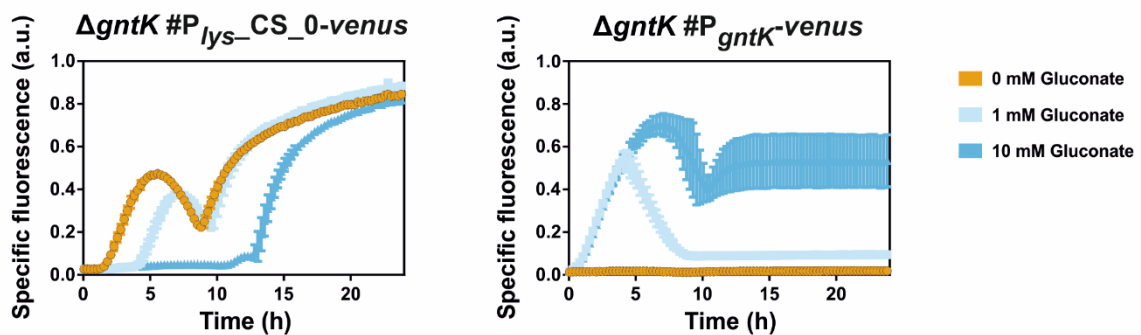 ΔgntK #Plys_CS_0-venus
Specific fluorescence (a.u.)
1.0
0.8
0.6
0.4
0.2
0.0
0 5 10 15 20
Time (h)
ΔgntK #PgntK-venus
Specific fluorescence (a.u.)
1.0
0.8
0.6
0.4
0.2
0.0
0 5 10 15 20
Time (h)
0 mM Gluconate
1 mM Gluconate
10 mM Gluconate